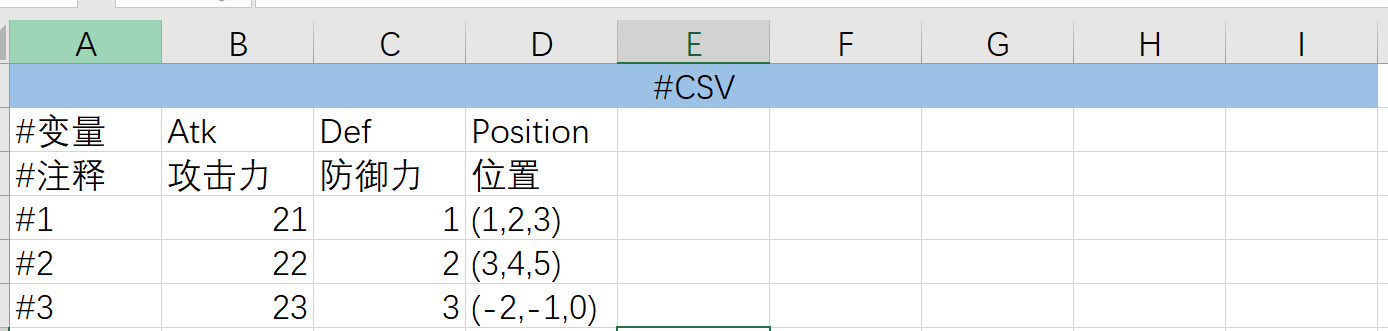 A B C D E F G H I
#CSV
#变量 Atk Def Position
#注释 攻击力 防御力 位置
#1 21 1 (1,2,3)
#2 22 2 (3,4,5)
#3 23 3 (-2,-1,0)